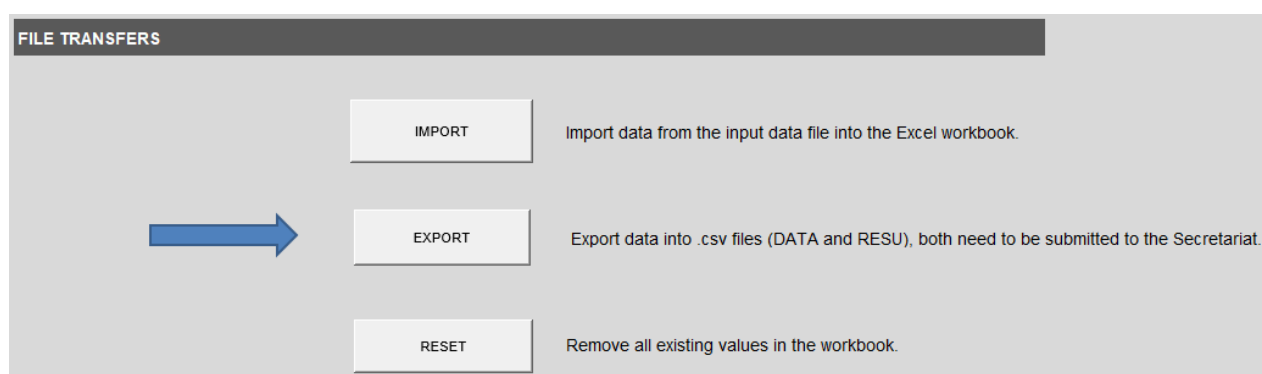 FILE TRANSFERS
IMPORT
Import data from the input data file into the Excel workbook.
EXPORT
Export data into .csv files (DATA and RESU), both need to be submitted to the Secretariat.
RESET
Remove all existing values in the workbook.